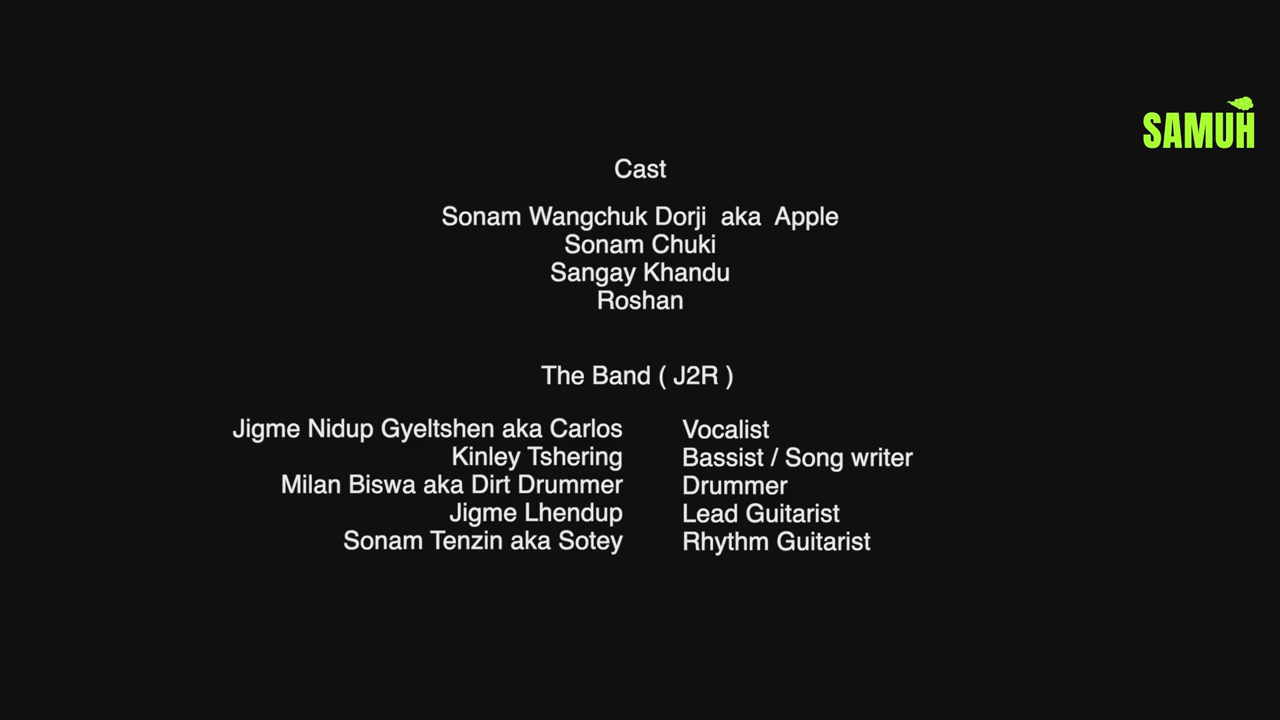 SAMUH
Cast
Sonam Wangchuk Dorji aka Apple
Sonam Chuki
Sangay Khandu
Roshan
The Band ( J2R )
Jigme Nidup Gyeltshen aka Carlos Vocalist
Kinley Tshering Bassist / Song writer
Milan Biswa aka Dirt Drummer Drummer
Jigme Lhendup Lead Guitarist
Sonam Tenzin aka Sotey Rhythm Guitarist